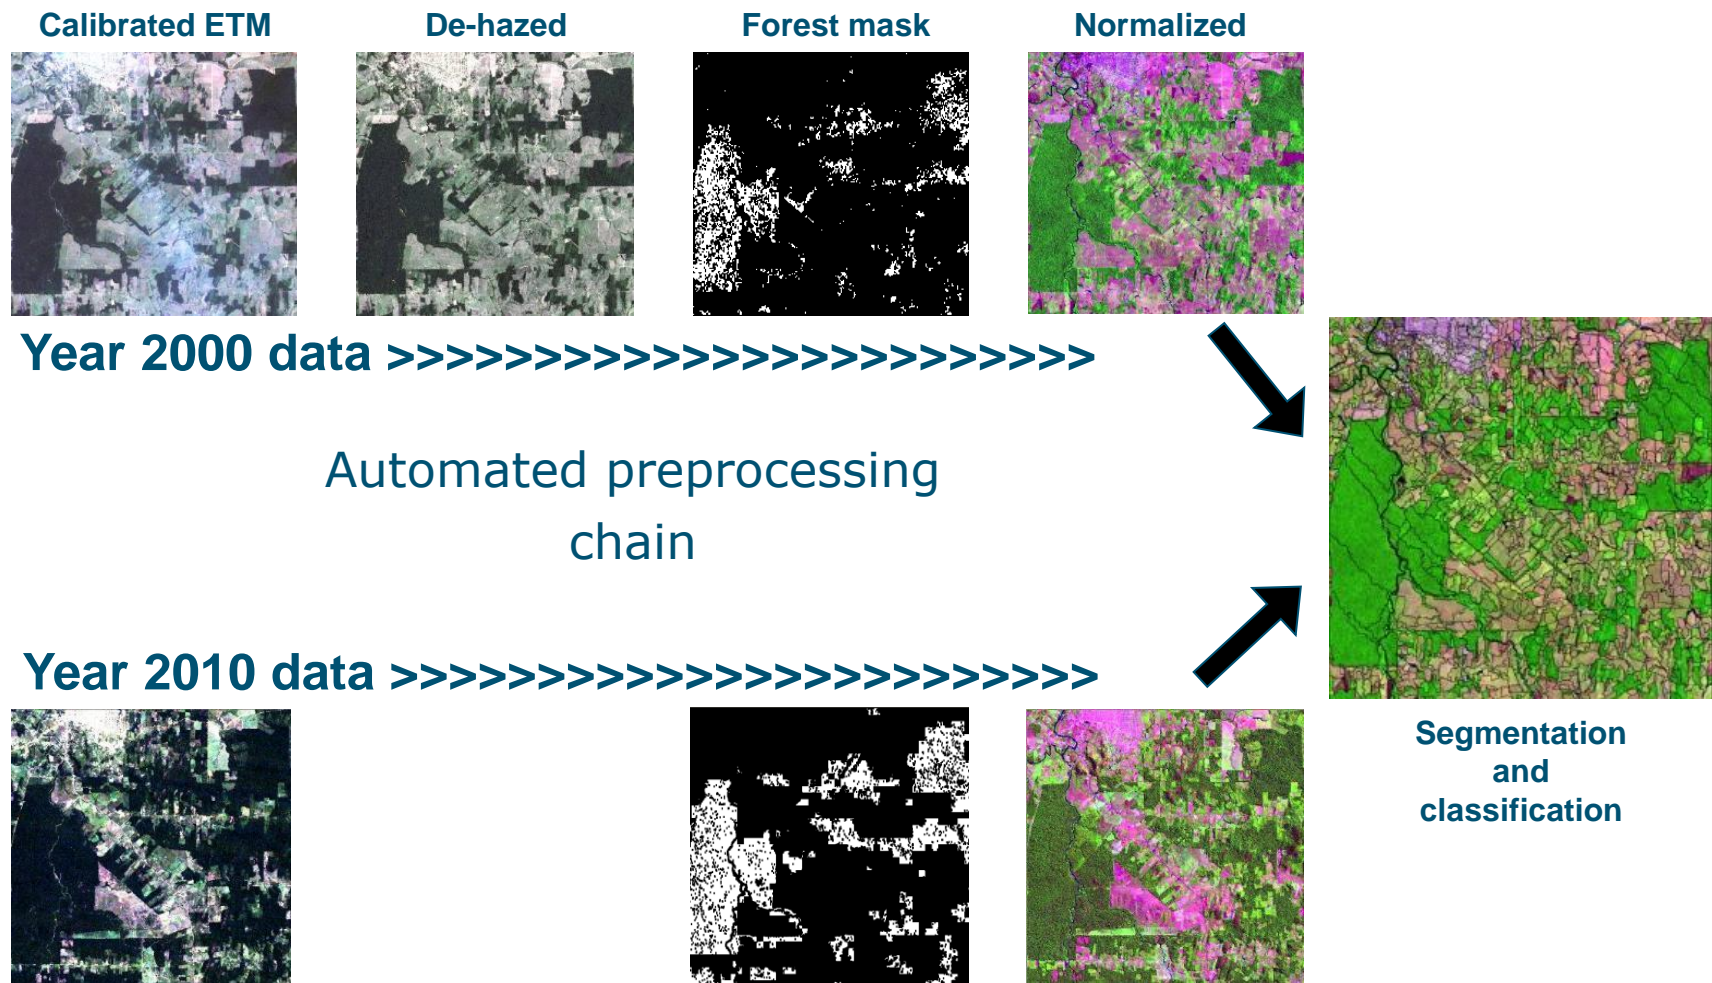 Calibrated ETM
De-hazed
Forest mask
Normalized
Year 2000 data >>>>>>>>>>>>>>>>>>>>>>>>
Automated preprocessing
chain
Year 2010 data >>>>>>>>>>>>>>>>>>>>>>>>
Segmentation
and
classification